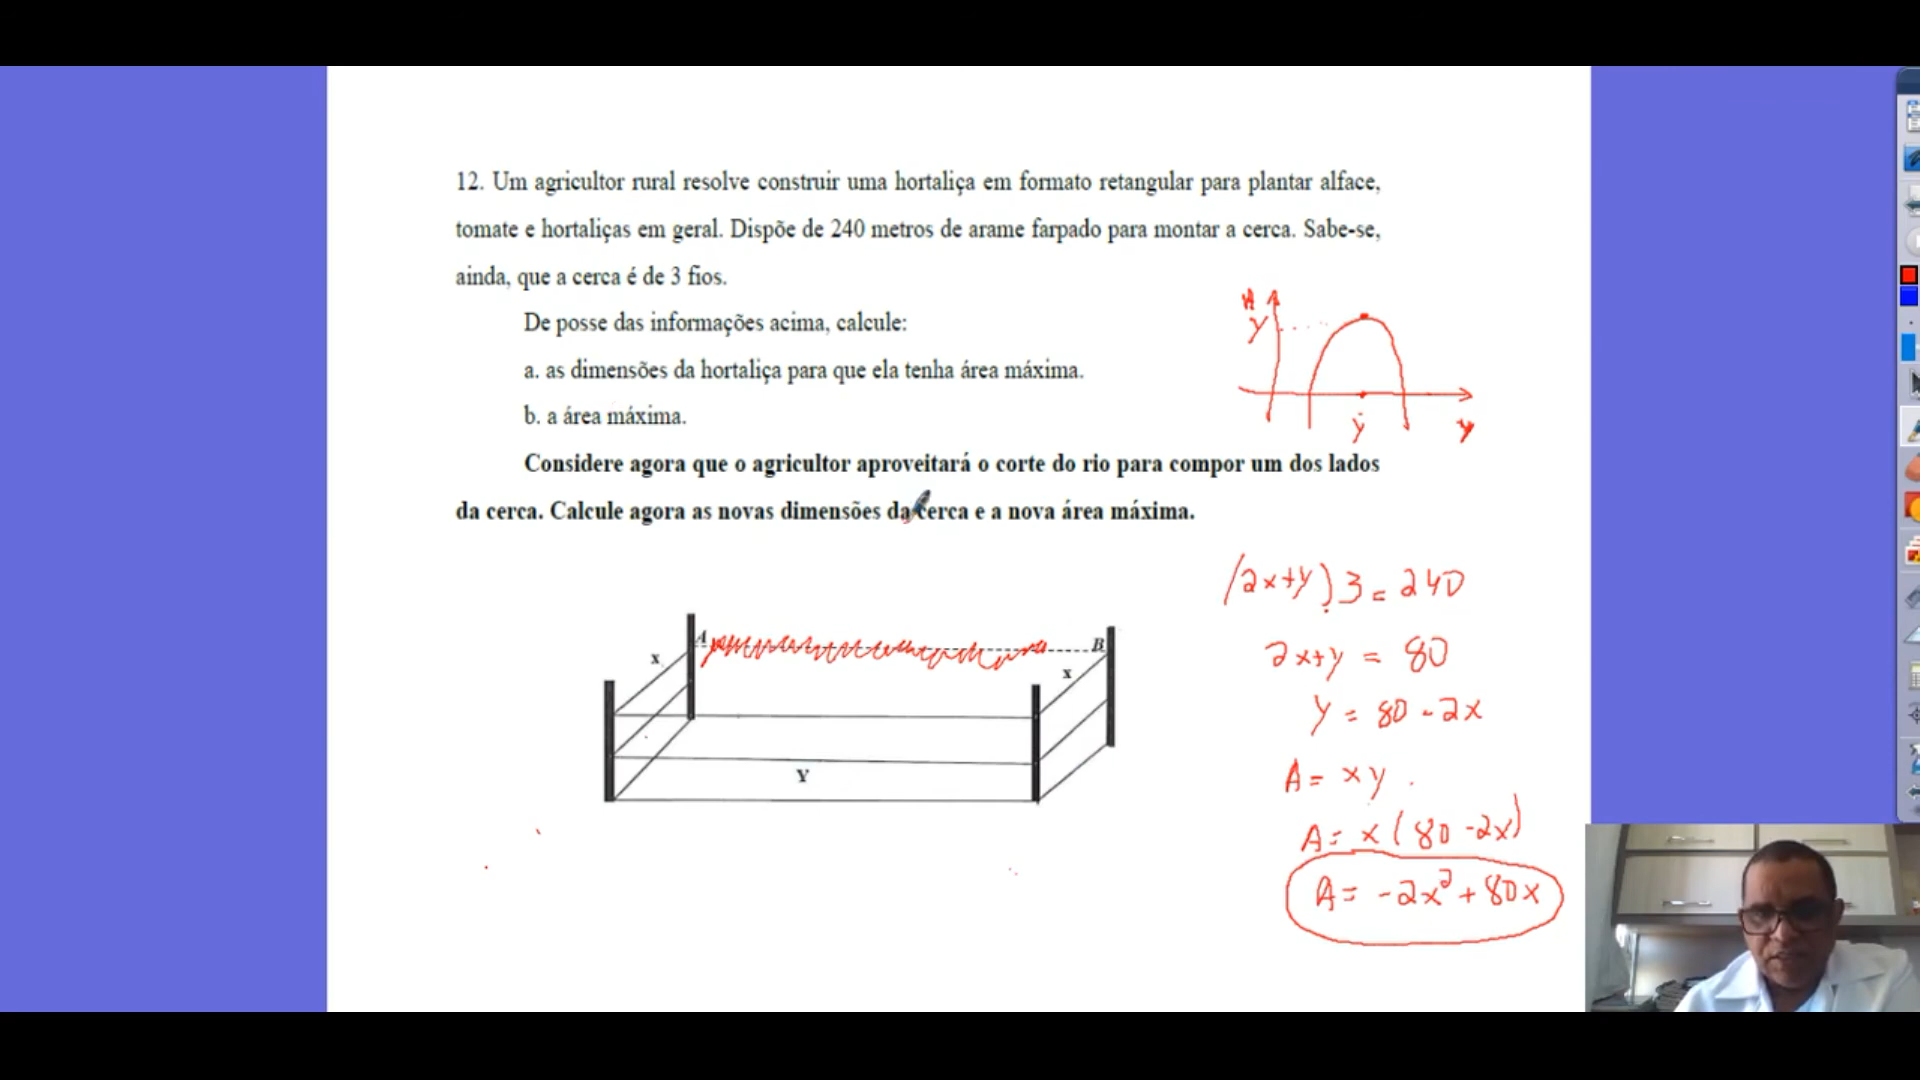 12. Um agricultor rural resolve construir uma hortaliça em formato retangular para plantar alface,
tomate e hortaliças em geral. Dispõe de 240 metros de arame farpado para montar a cerca. Sabe-se,
ainda, que a cerca é de 3 fios.
De posse das informações acima, calcule:
a. as dimensões da hortaliça para que ela tenha área máxima.
b. a área máxima.
Considere agora que o agricultor aproveitará o corte do rio para compor um dos lados
da cerca. Calcule agora as novas dimensões da cerca e a nova área máxima.
A
y
y
y
(2x+y).3 = 240
2x+y = 80
y = 80 - 2x
A = xy
A = x(80-2x)
A = -2x² + 80x
A
B
x
x
Y